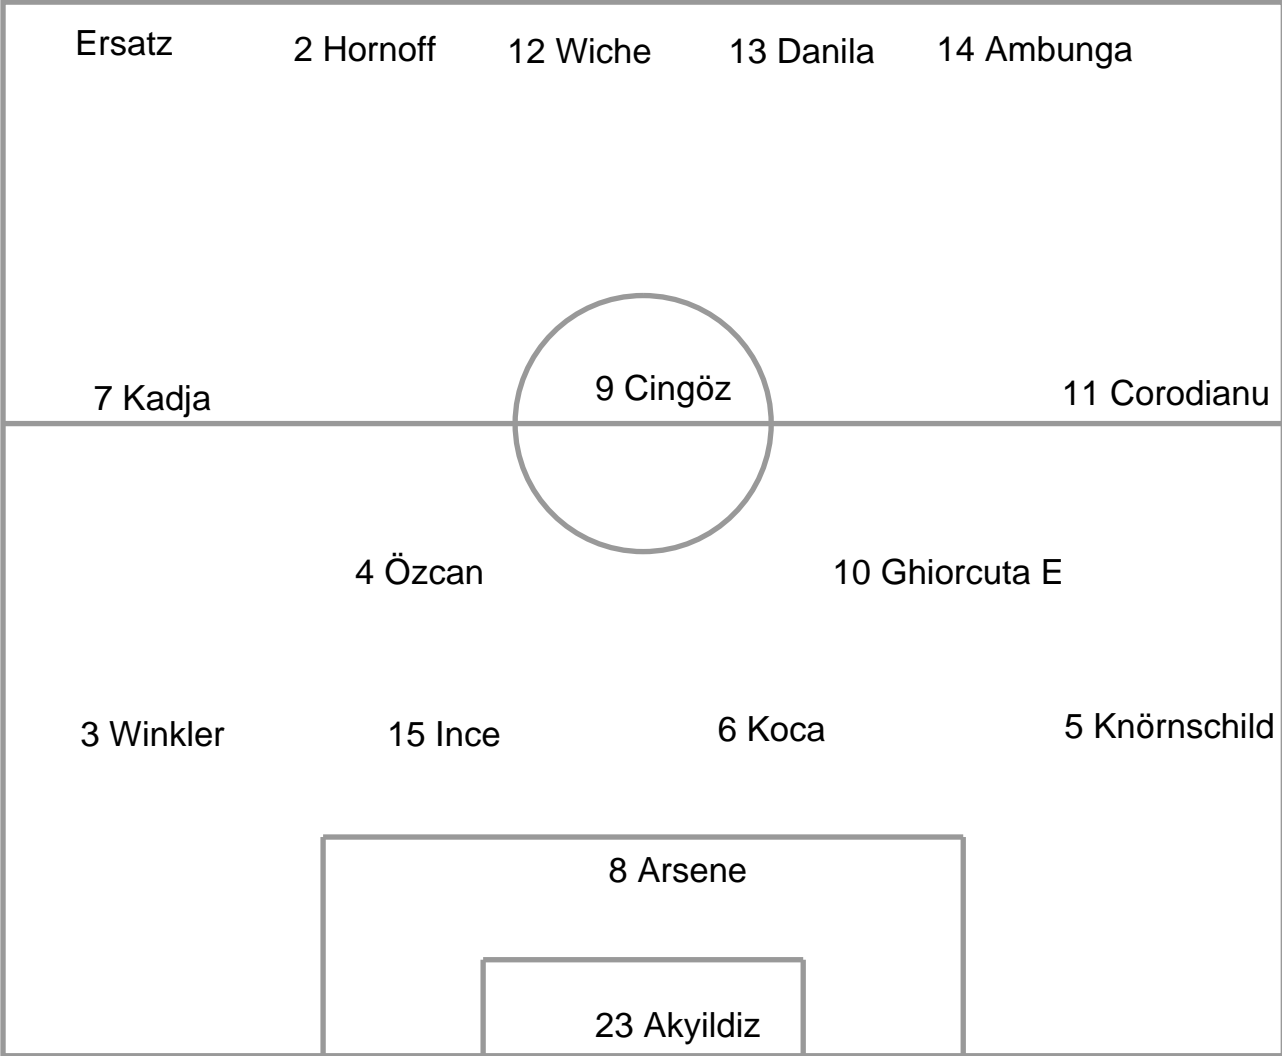 Ersatz 2 Hornoff 12 Wiche 13 Danila 14 Ambunga
7 Kadja 9 Cingöz 11 Corodianu
4 Özcan 10 Ghiorcuta E
3 Winkler 15 Ince 6 Koca 5 Knörnschild
8 Arsene
23 Akyildiz